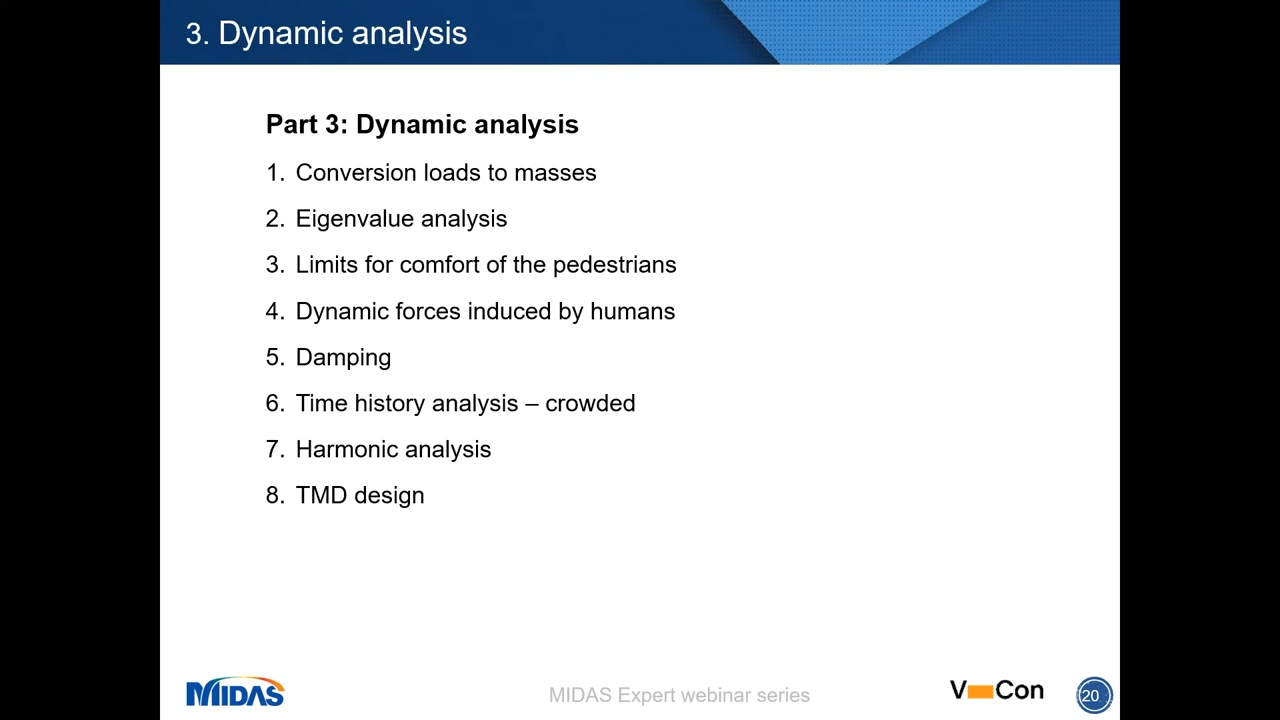 3. Dynamic analysis
Part 3: Dynamic analysis
1. Conversion loads to masses
2. Eigenvalue analysis
3. Limits for comfort of the pedestrians
4. Dynamic forces induced by humans
5. Damping
6. Time history analysis – crowded
7. Harmonic analysis
8. TMD design
MIDAS
MIDAS Expert webinar series
V Con
20